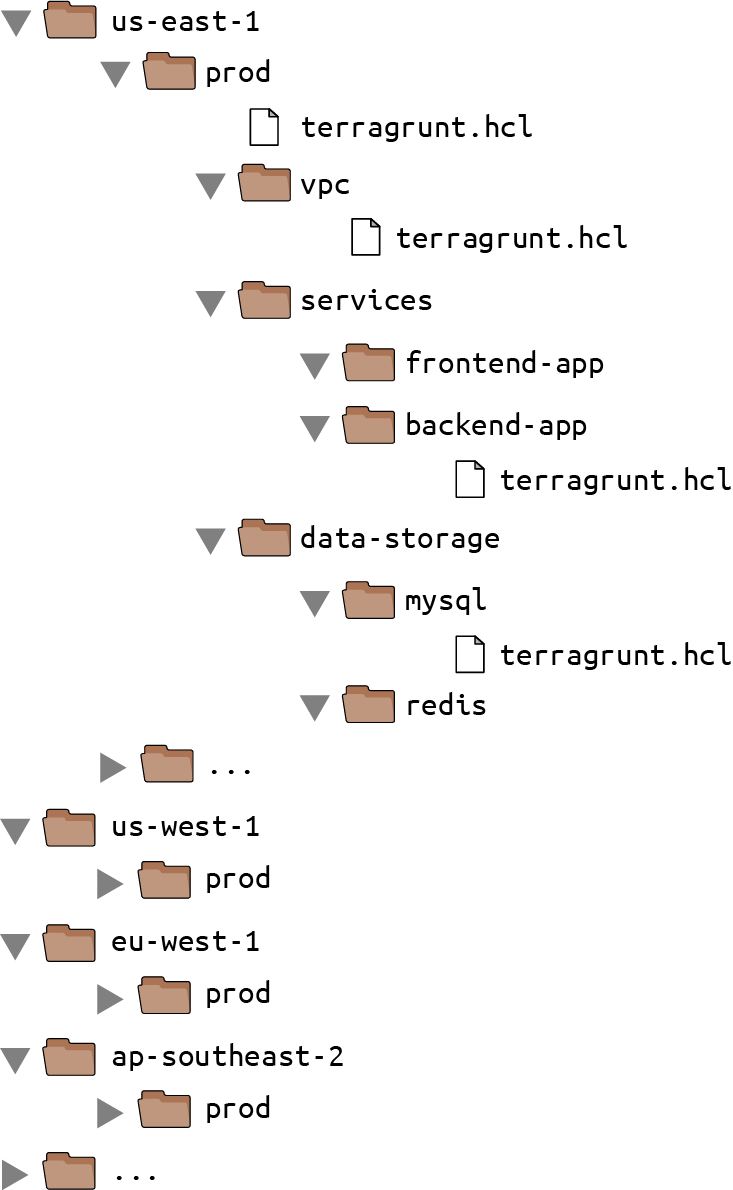 us-east-1
prod
terragrunt.hcl
vpc
terragrunt.hcl
services
frontend-app
backend-app
terragrunt.hcl
data-storage
mysql
terragrunt.hcl
redis
...
us-west-1
prod
eu-west-1
prod
ap-southeast-2
prod
...